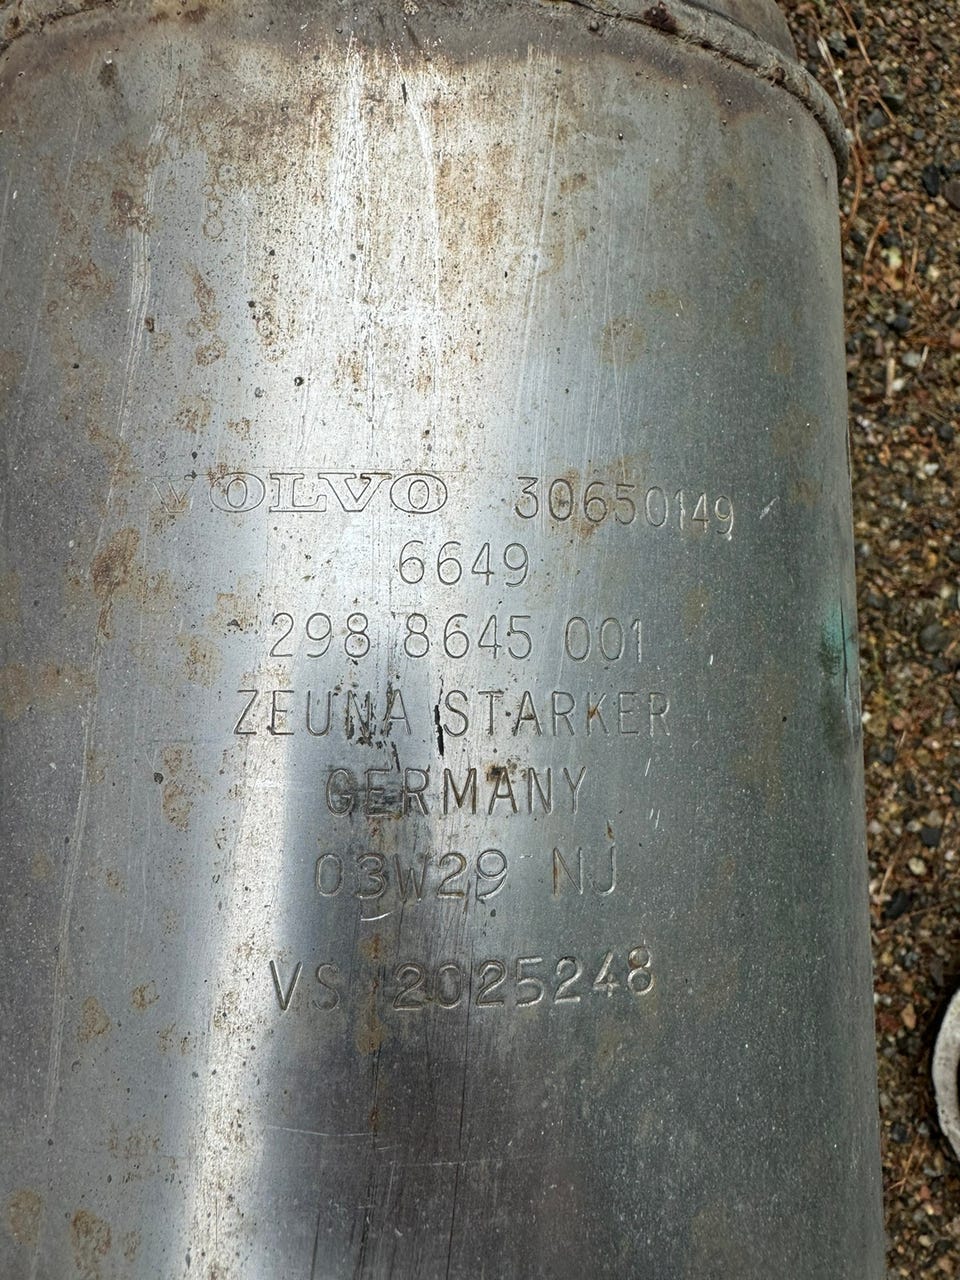 VOLVO 30650149
6649
298 8645 001
ZEUNA STARKER
GERMANY
03W29 NJ
VS 2025248